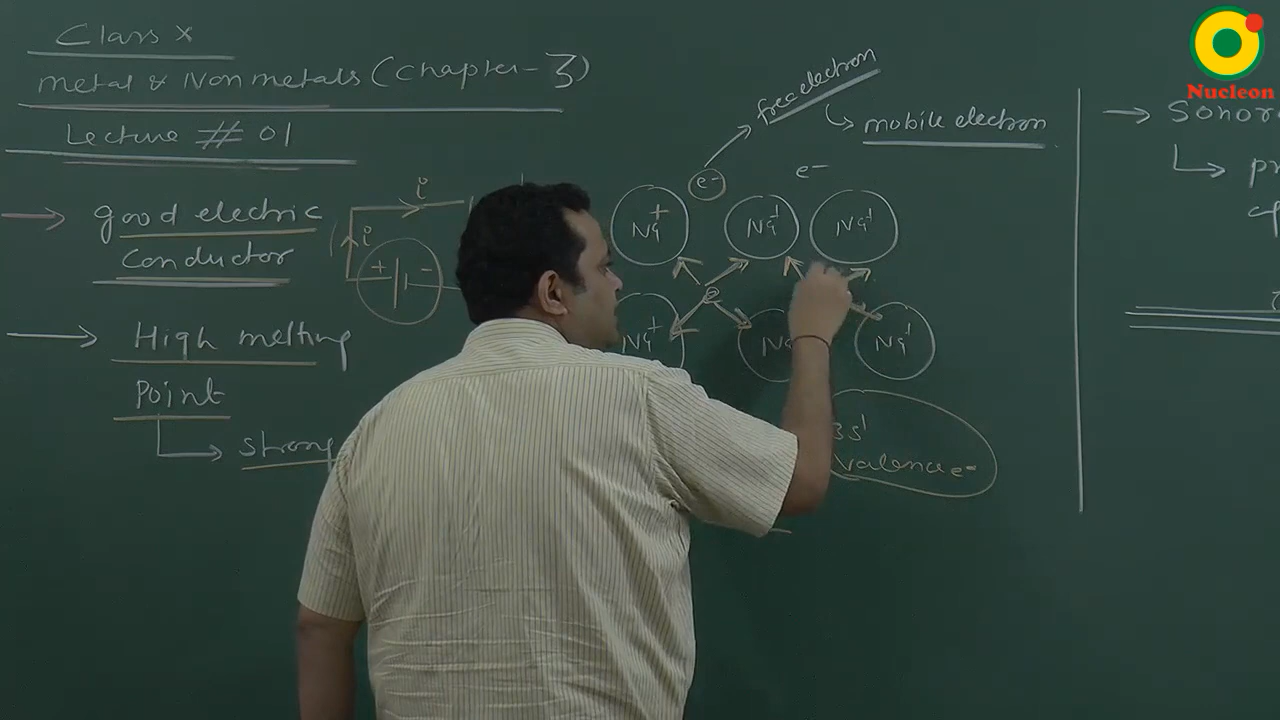 Class X
Metal & Non metals (Chapter-3)
Lecture # 01
good electric
conductor
High melting
Point
strong
i
i
+ -
free electron
mobile electron
e-
e-
Na+
Na+
Na+
e
Na+
Na+
3s1
valence e-
Nucleon